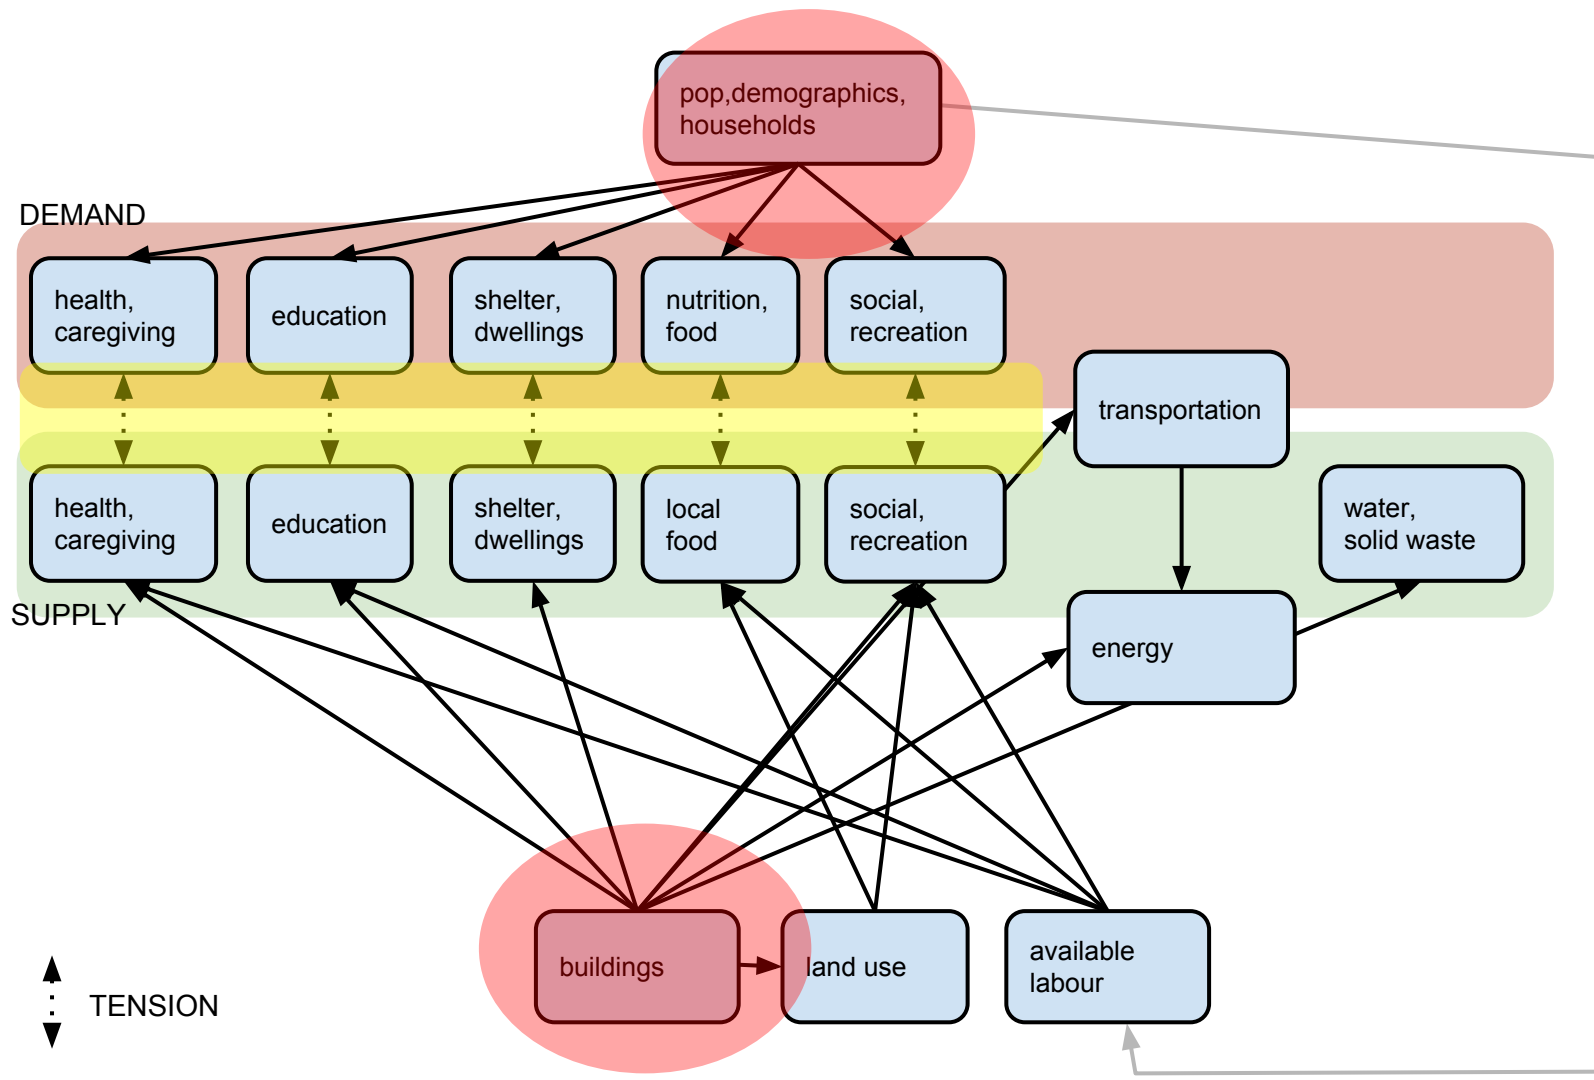 pop,demographics,
households
DEMAND
health,
caregiving
education
shelter,
dwellings
nutrition,
food
social,
recreation
transportation
health,
caregiving
education
shelter,
dwellings
local
food
social,
recreation
water,
solid waste
SUPPLY
energy
buildings
land use
available
labour
TENSION